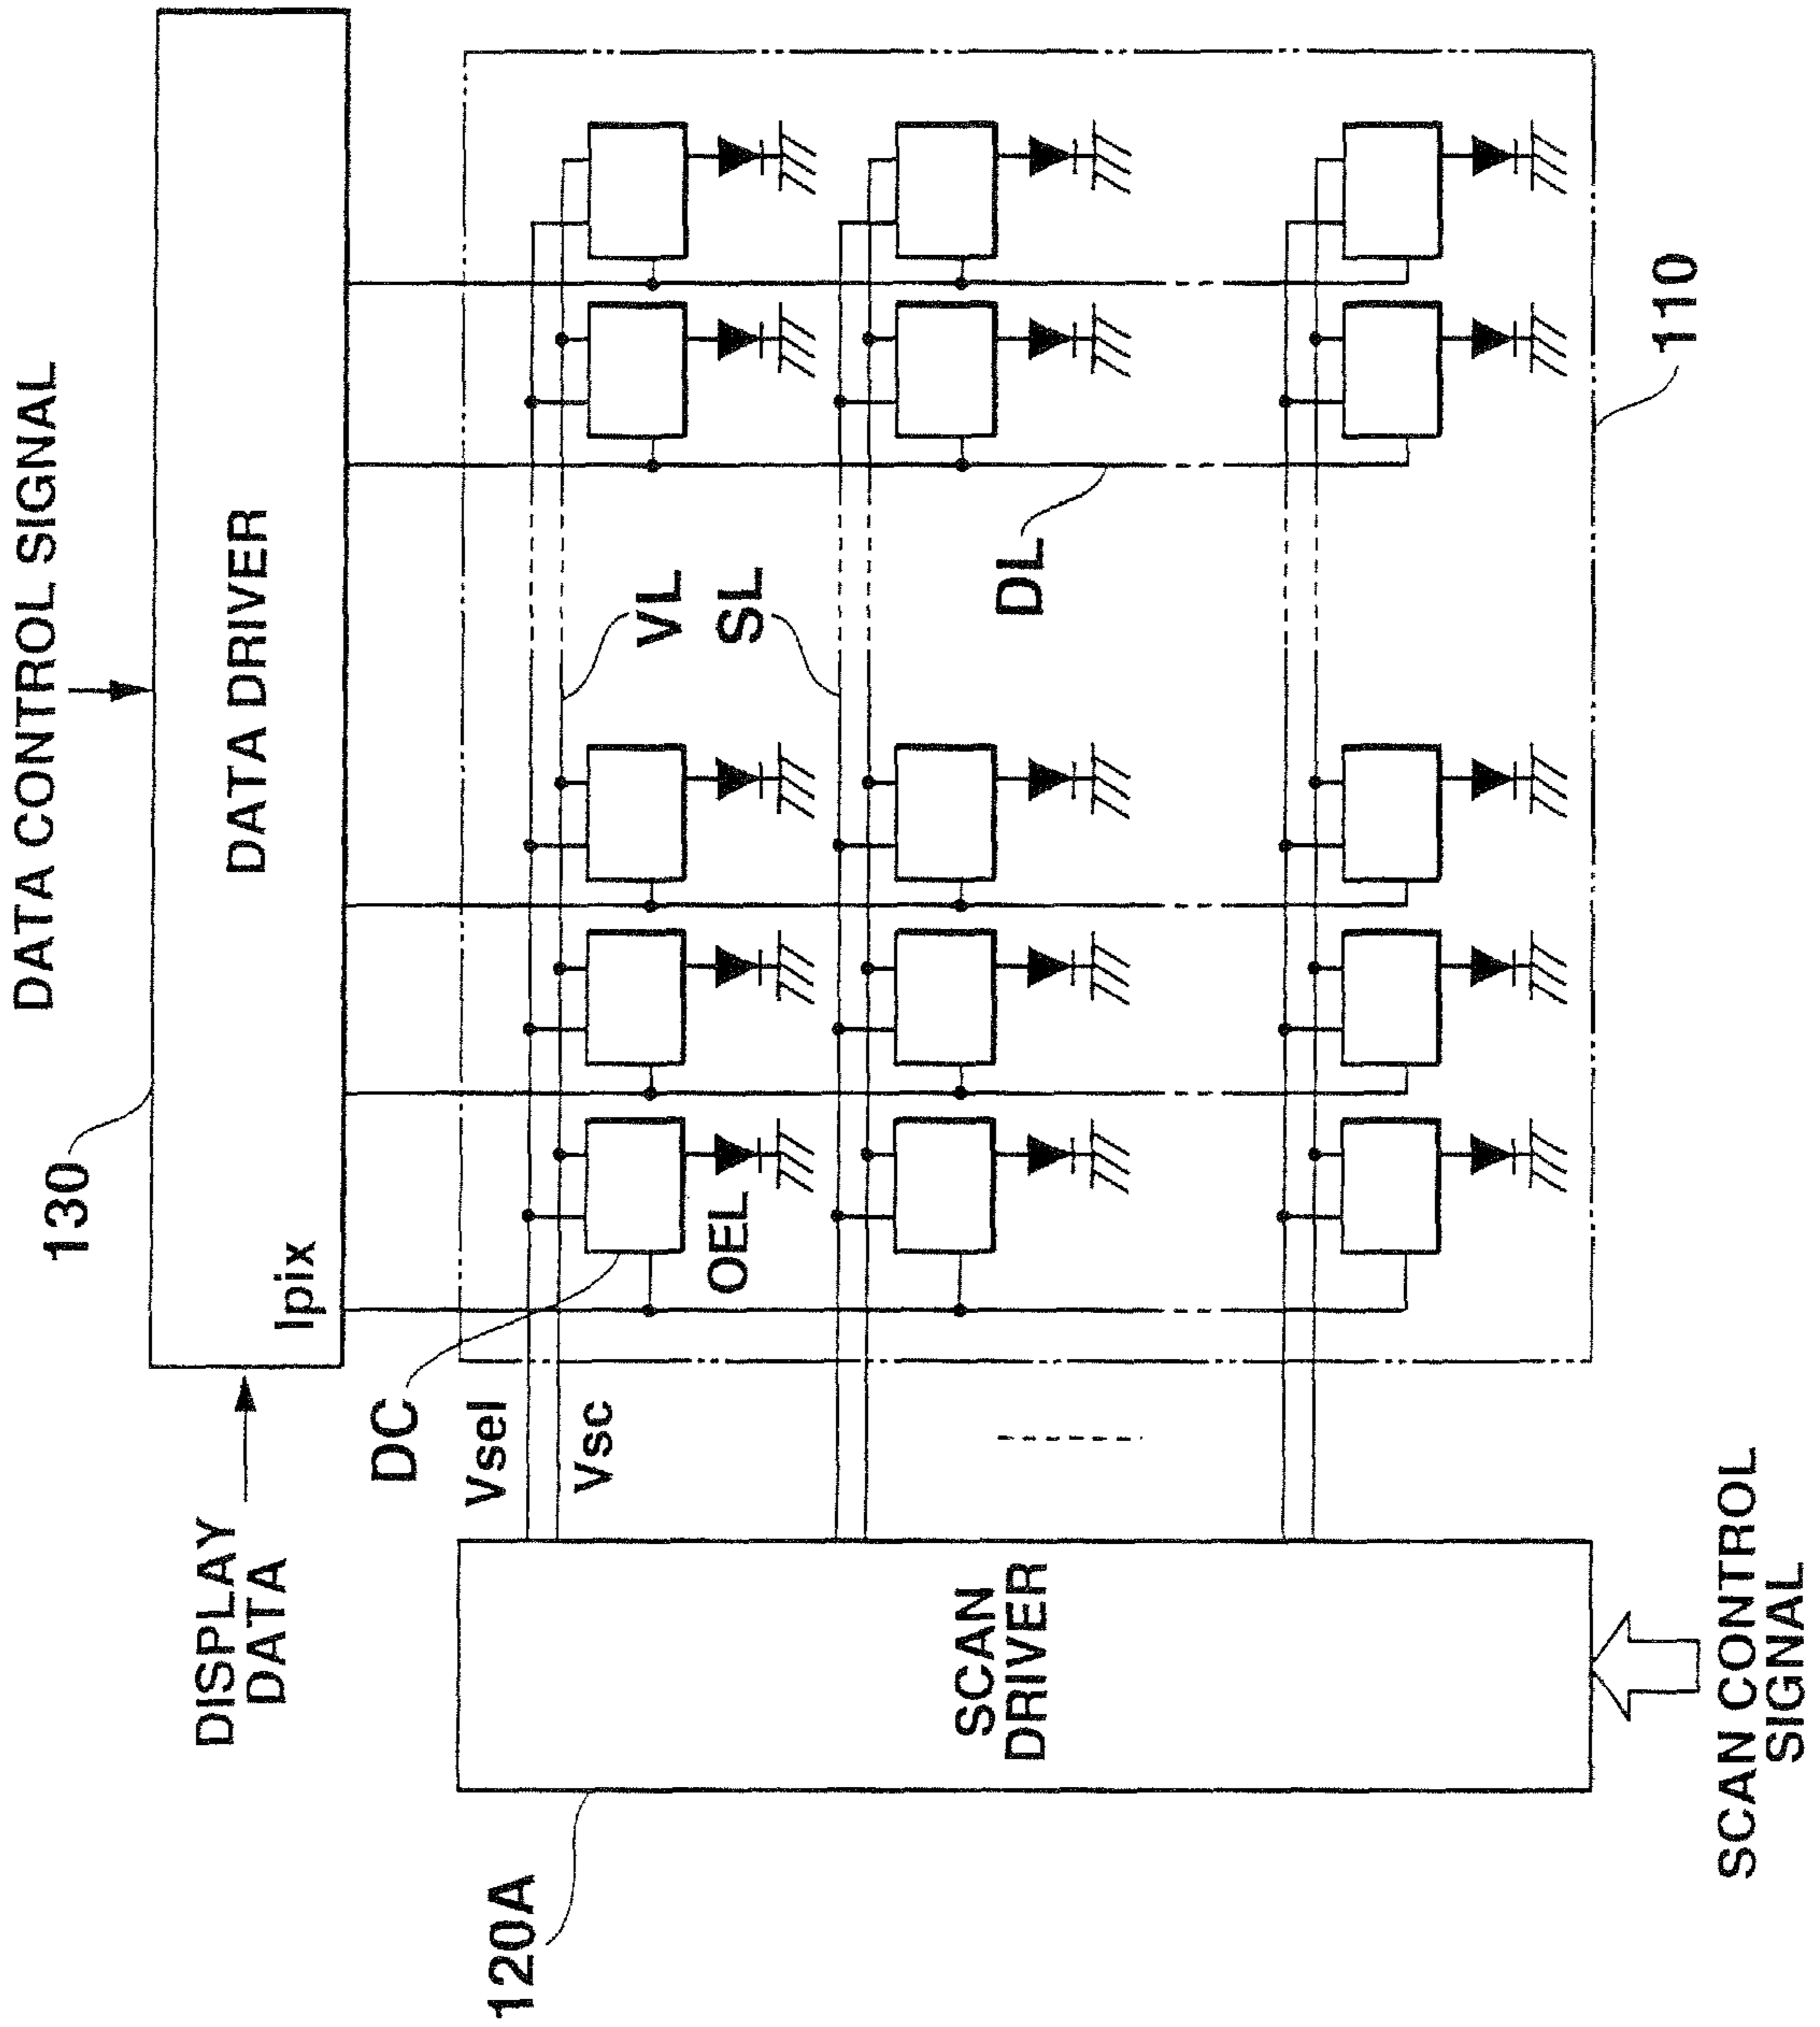 DATA CONTROL SIGNAL
130
DATA DRIVER
Ipix
DISPLAY
DATA
DC
Vsel
Vsc
OEL
VL
SL
DL
110
120A
SCAN
DRIVER
SCAN CONTROL
SIGNAL